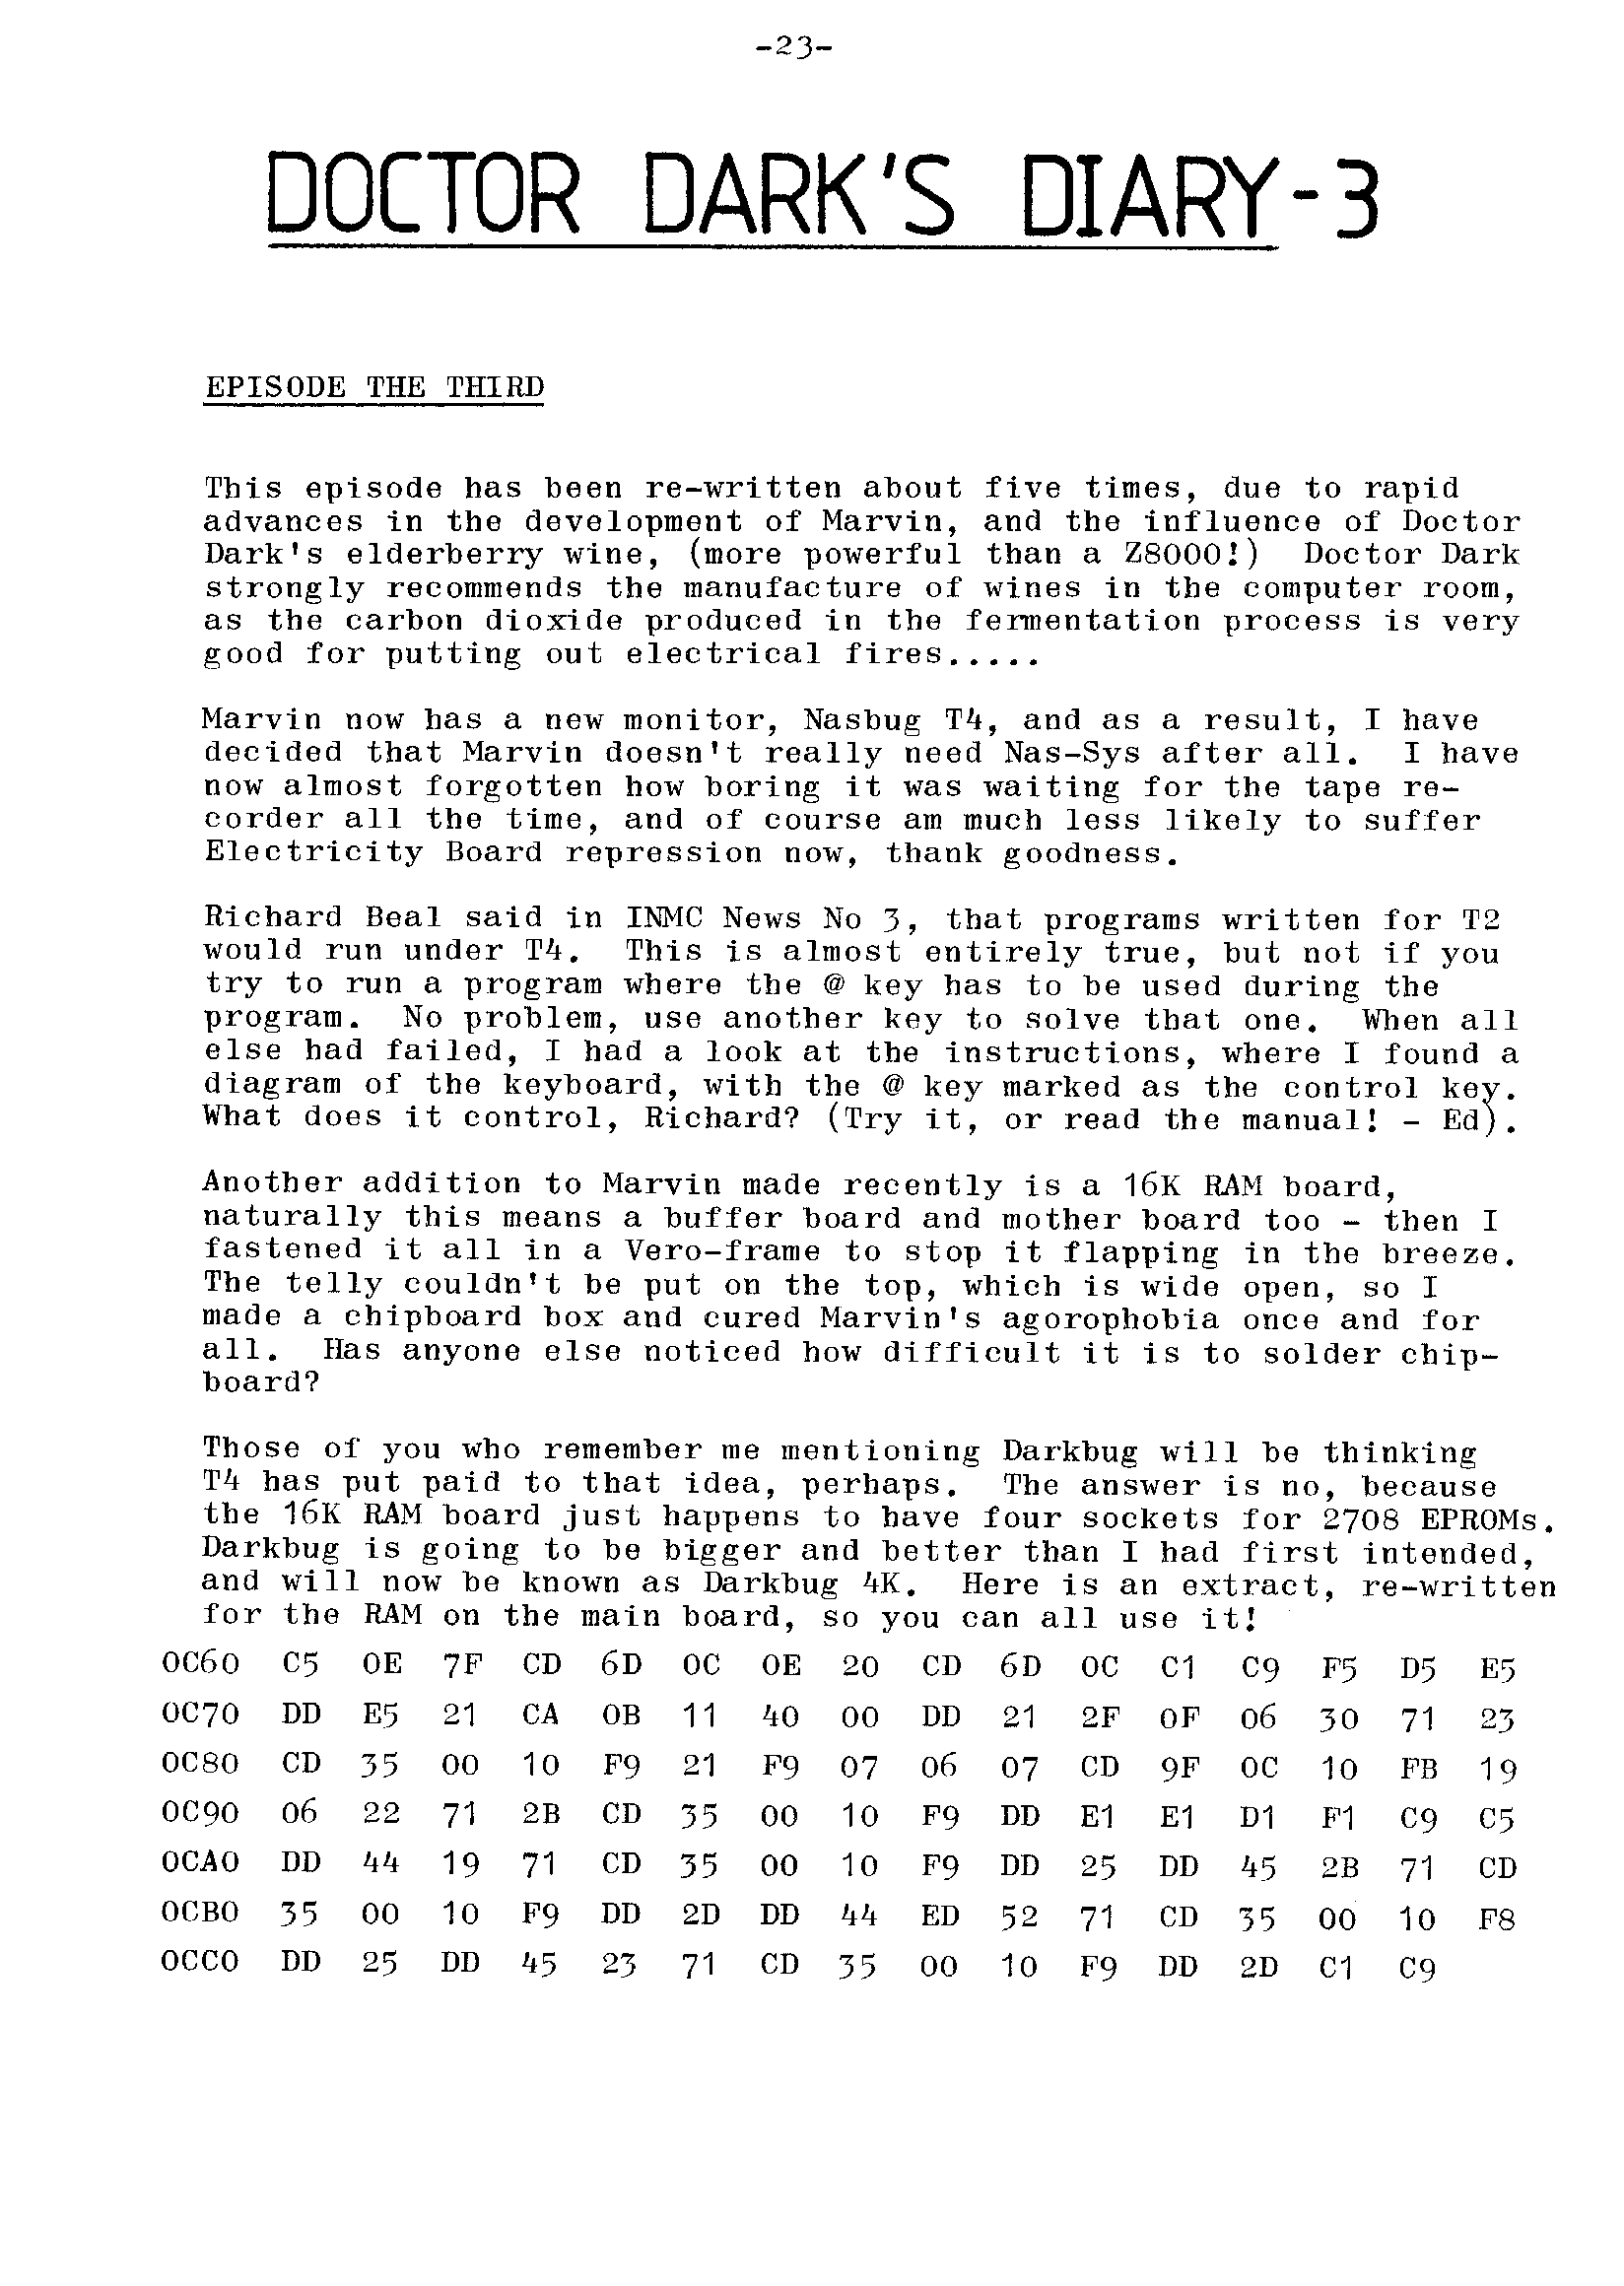 -23-
DOCTOR DARK'S DIARY-3
EPISODE THE THIRD
This episode has been re-written about five times, due to rapid
advances in the development of Marvin, and the influence of Doctor
Dark's elderberry wine, (more powerful than a Z8000!)  Doctor Dark
strongly recommends the manufacture of wines in the computer room,
as the carbon dioxide produced in the fermentation process is very
good for putting out electrical fires.....
Marvin now has a new monitor, Nasbug T4, and as a result, I have
decided that Marvin doesn't really need Nas-Sys after all.  I have
now almost forgotten how boring it was waiting for the tape re-
corder all the time, and of course am much less likely to suffer
Electricity Board repression now, thank goodness.
Richard Beal said in INMC News No 3, that programs written for T2
would run under T4.  This is almost entirely true, but not if you
try to run a program where the @ key has to be used during the
program.  No problem, use another key to solve that one.  When all
else had failed, I had a look at the instructions, where I found a
diagram of the keyboard, with the @ key marked as the control key.
What does it control, Richard? (Try it, or read the manual! - Ed).
Another addition to Marvin made recently is a 16K RAM board,
naturally this means a buffer board and mother board too - then I
fastened it all in a Vero-frame to stop it flapping in the breeze.
The telly couldn't be put on the top, which is wide open, so I
made a chipboard box and cured Marvin's agorophobia once and for
all.  Has anyone else noticed how difficult it is to solder chip-
board?
Those of you who remember me mentioning Darkbug will be thinking
T4 has put paid to that idea, perhaps.  The answer is no, because
the 16K RAM board just happens to have four sockets for 2708 EPROMs.
Darkbug is going to be bigger and better than I had first intended,
and will now be known as Darkbug 4K.  Here is an extract, re-written
for the RAM on the main board, so you can all use it!
0C60 C5 0E 7F CD 6D 0C 0E 20 CD 6D 0C C1 C9 F5 D5 E5
0C70 DD E5 21 CA 0B 11 40 00 DD 21 2F 0F 06 30 71 23
0C80 CD 35 00 10 F9 21 F9 07 06 07 CD 9F 0C 10 FB 19
0C90 06 22 71 2B CD 35 00 10 F9 DD E1 E1 D1 F1 C9 C5
0CA0 DD 44 19 71 CD 35 00 10 F9 DD 25 DD 45 2B 71 CD
0CB0 35 00 10 F9 DD 2D DD 44 ED 52 71 CD 35 00 10 F8
0CC0 DD 25 DD 45 23 71 CD 35 00 10 F9 DD 2D C1 C9